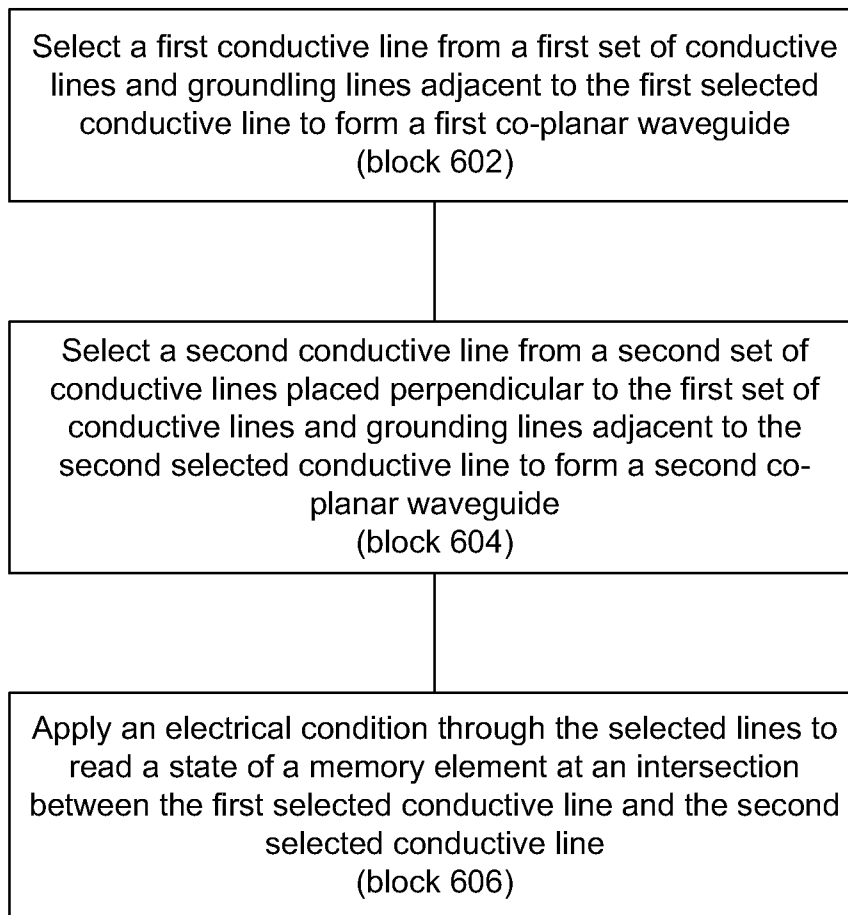 Select a first conductive line from a first set of conductive
lines and groundling lines adjacent to the first selected
conductive line to form a first co-planar waveguide
(block 602)
Select a second conductive line from a second set of
conductive lines placed perpendicular to the first set of
conductive lines and grounding lines adjacent to the
second selected conductive line to form a second co-
planar waveguide
(block 604)
Apply an electrical condition through the selected lines to
read a state of a memory element at an intersection
between the first selected conductive line and the second
selected conductive line
(block 606)